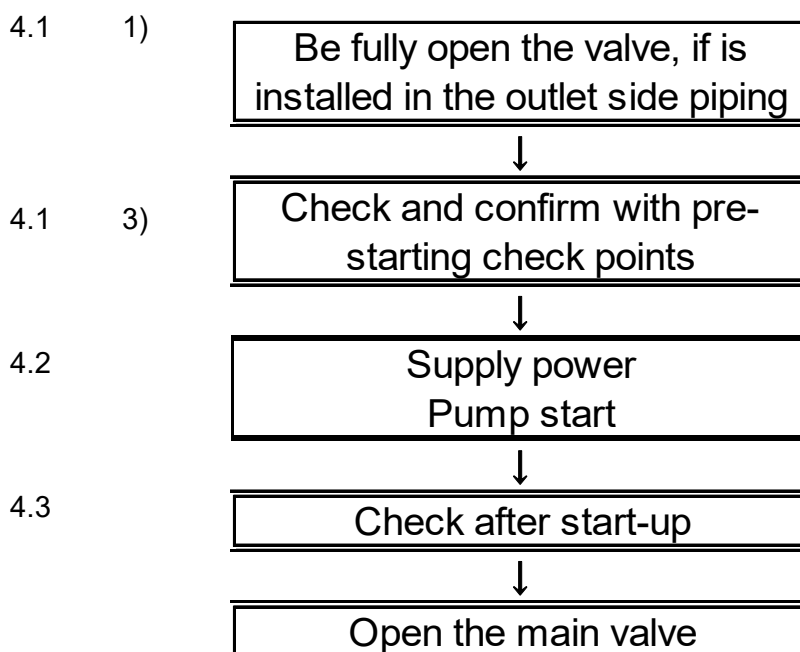 4.1 1) Be fully open the valve, if is
installed in the outlet side piping
↓
4.1 3) Check and confirm with pre-
starting check points
↓
4.2 Supply power
Pump start
↓
4.3 Check after start-up
↓
Open the main valve